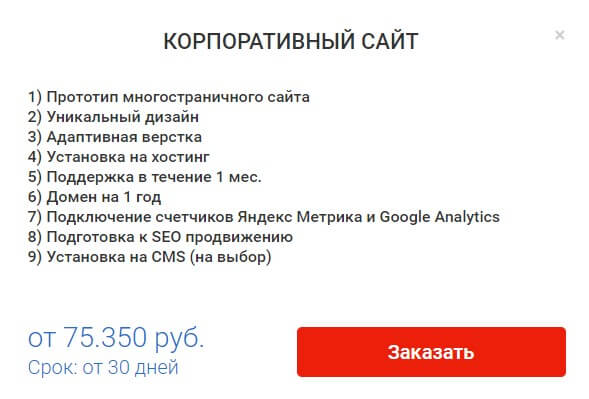 КОРПОРАТИВНЫЙ САЙТ
×
1) Прототип многостраничного сайта
2) Уникальный дизайн
3) Адаптивная верстка
4) Установка на хостинг
5) Поддержка в течение 1 мес.
6) Домен на 1 год
7) Подключение счетчиков Яндекс Метрика и Google Analytics
8) Подготовка к SEO продвижению
9) Установка на CMS (на выбор)
от 75.350 руб.
Срок: от 30 дней
Заказать